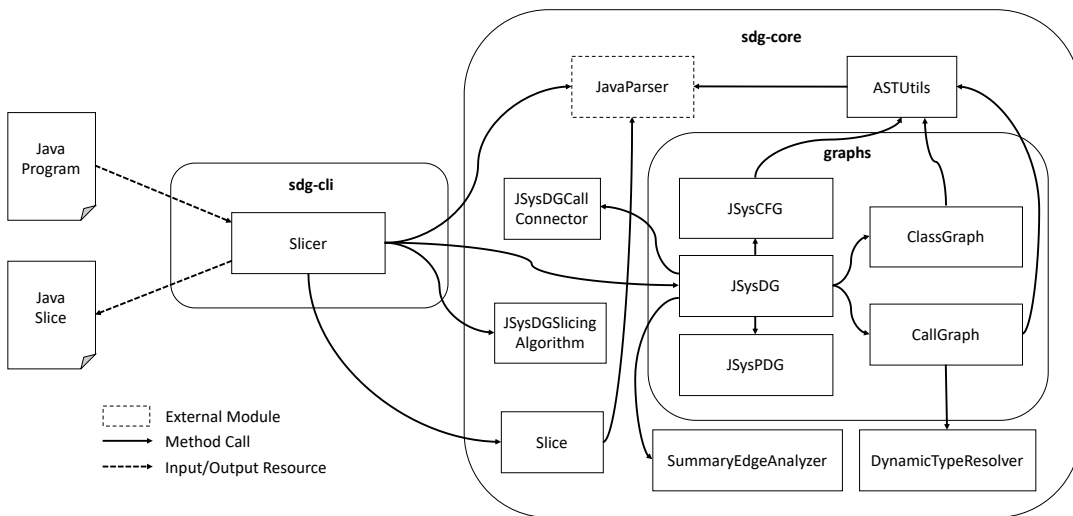 sdg-core
JavaParser
ASTUtils
Java
Program
graphs
sdg-cli
JSysDGCall
Connector
JSysCFG
Slicer
ClassGraph
JSysDG
Java
Slice
JSysDGSlicing
Algorithm
CallGraph
JSysPDG
External Module
Method Call
Input/Output Resource
Slice
SummaryEdgeAnalyzer
DynamicTypeResolver